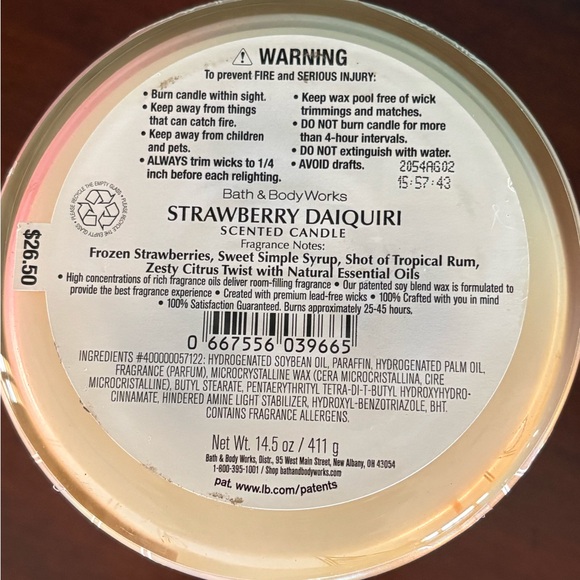 ⚠ WARNING
To prevent FIRE and SERIOUS INJURY:
• Burn candle within sight.
• Keep away from things
that can catch fire.
• Keep away from children
and pets.
• ALWAYS trim wicks to 1/4
inch before each relighting.
• Keep wax pool free of wick
trimmings and matches.
• DO NOT burn candle for more
than 4-hour intervals.
• DO NOT extinguish with water.
• AVOID drafts.
2054AG02
15:57:43
PLEASE RECYCLE THE EMPTY GLASS • PLEASE RECYCLE THE EMPTY GLASS •
$26.50
Bath & Body Works
STRAWBERRY DAIQUIRI
SCENTED CANDLE
Fragrance Notes:
Frozen Strawberries, Sweet Simple Syrup, Shot of Tropical Rum,
Zesty Citrus Twist with Natural Essential Oils
• High concentrations of rich fragrance oils deliver room-filling fragrance • Our patented soy blend wax is formulated to
provide the best fragrance experience • Created with premium lead-free wicks • 100% Crafted with you in mind
• 100% Satisfaction Guaranteed. Burns approximately 25-45 hours.
0 667556 039665
INGREDIENTS #400000057122: HYDROGENATED SOYBEAN OIL, PARAFFIN, HYDROGENATED PALM OIL,
FRAGRANCE (PARFUM), MICROCRYSTALLINE WAX (CERA MICROCRISTALLINA, CIRE
MICROCRISTALLINE), BUTYL STEARATE, PENTAERYTHRITYL TETRA-DI-T-BUTYL HYDROXYHYDRO-
CINNAMATE, HINDERED AMINE LIGHT STABILIZER, HYDROXYL-BENZOTRIAZOLE, BHT.
CONTAINS FRAGRANCE ALLERGENS.
Net Wt. 14.5 oz / 411 g
Bath & Body Works, Distr., 95 West Main Street, New Albany, OH 43054
1-800-395-1001 / Shop bathandbodyworks.com
pat. www.lb.com/patents